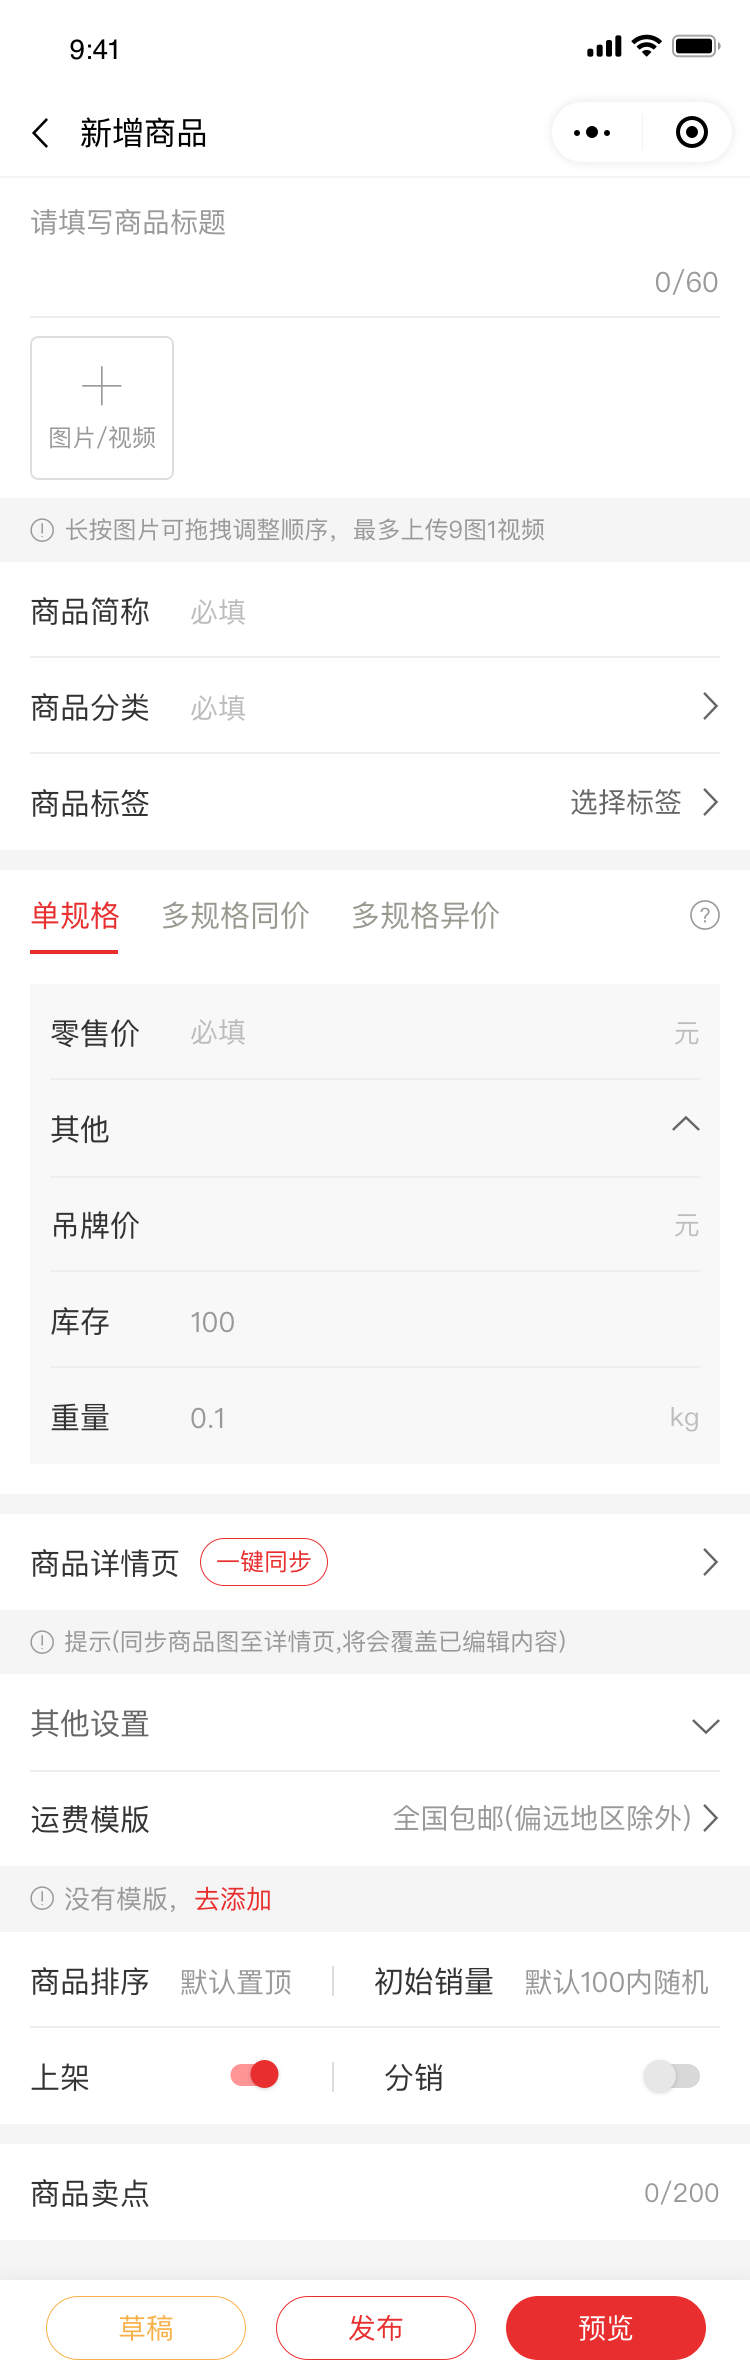 9:41
新增商品
请填写商品标题
0/60
图片/视频
长按图片可拖拽调整顺序，最多上传9图1视频
商品简称 必填
商品分类 必填
商品标签 选择标签
单规格 多规格同价 多规格异价 ?
零售价 必填 元
其他
吊牌价 元
库存 100
重量 0.1 kg
商品详情页 一键同步
提示(同步商品图至详情页,将会覆盖已编辑内容)
其他设置
运费模版 全国包邮(偏远地区除外)
没有模版，去添加
商品排序 默认置顶 初始销量 默认100内随机
上架 分销
商品卖点 0/200
草稿 发布 预览